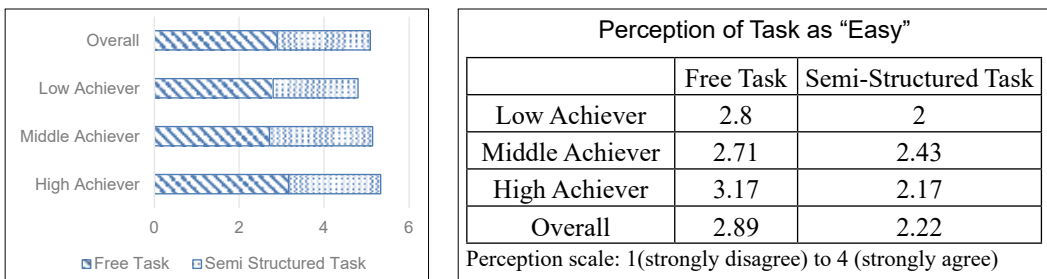 Overall
Low Achiever
Middle Achiever
High Achiever
0 2 4 6
Free Task Semi Structured Task
Perception of Task as “Easy”
Free Task Semi-Structured Task
Low Achiever 2.8 2
Middle Achiever 2.71 2.43
High Achiever 3.17 2.17
Overall 2.89 2.22
Perception scale: 1(strongly disagree) to 4 (strongly agree)